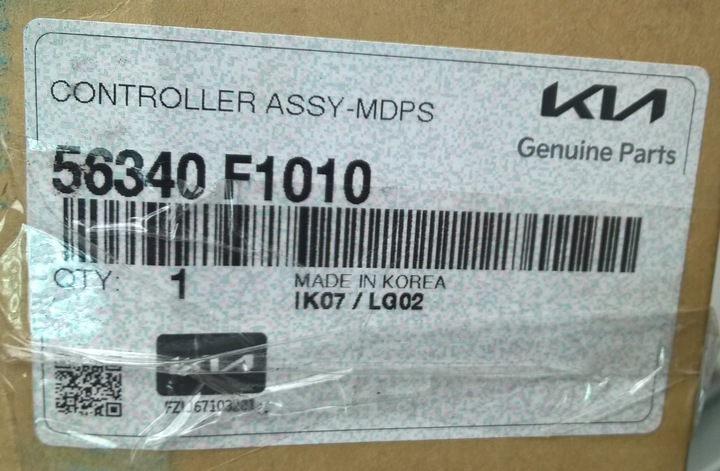 CONTROLLER ASSY-MDPS
KIA
Genuine Parts
56340 F1010
QTY: 1
MADE IN KOREA
IK07 / LG02